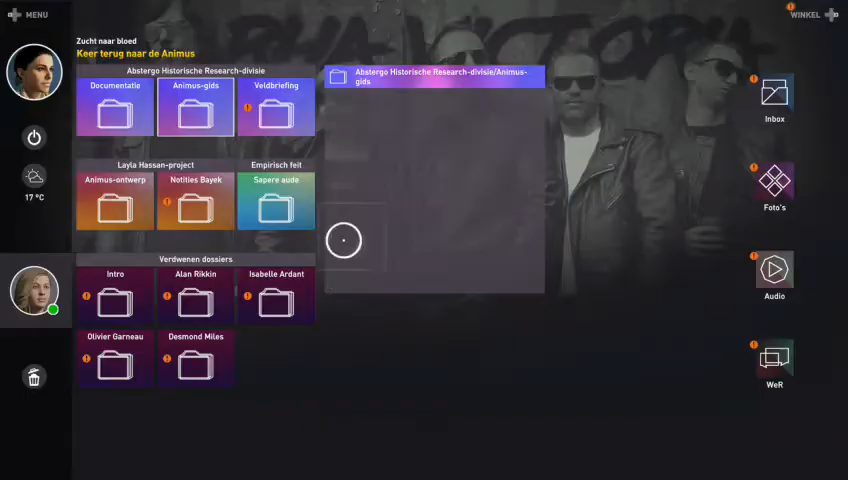 MENU
WINKEL
Zucht naar bloed
Keer terug naar de Animus
Abstergo Historische Research-divisie
Documentatie
Animus-gids
Veldbriefing
Abstergo Historische Research-divisie/Animus-
gids
Inbox
Layla Hassan-project
Empirisch feit
Animus-ontwerp
Notities Bayek
Sapere aude
17 °C
Foto's
Verdwenen dossiers
Intro
Alan Rikkin
Isabelle Ardant
Audio
Olivier Garneau
Desmond Miles
WeR